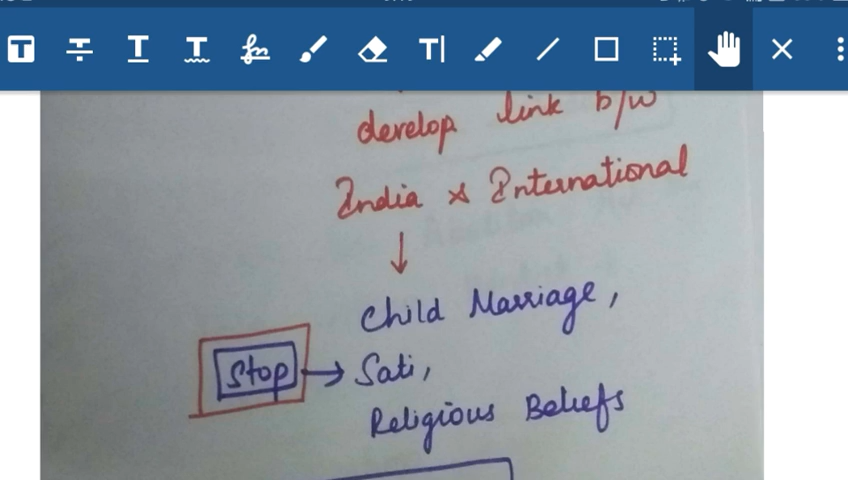 develop link b/w
India & International
Child Marriage,
Stop → Sati,
Religious Beliefs